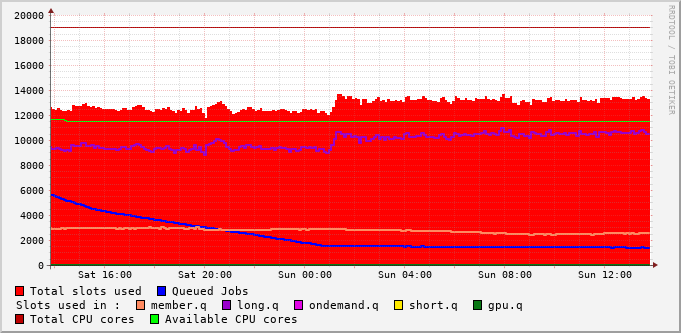 RRDTOOL / TOBI OETIKER
20000
18000
16000
14000
12000
10000
8000
6000
4000
2000
0
Sat 16:00 Sat 20:00 Sun 00:00 Sun 04:00 Sun 08:00 Sun 12:00
Total slots used Queued Jobs
Slots used in : member.q long.q ondemand.q short.q gpu.q
Total CPU cores Available CPU cores